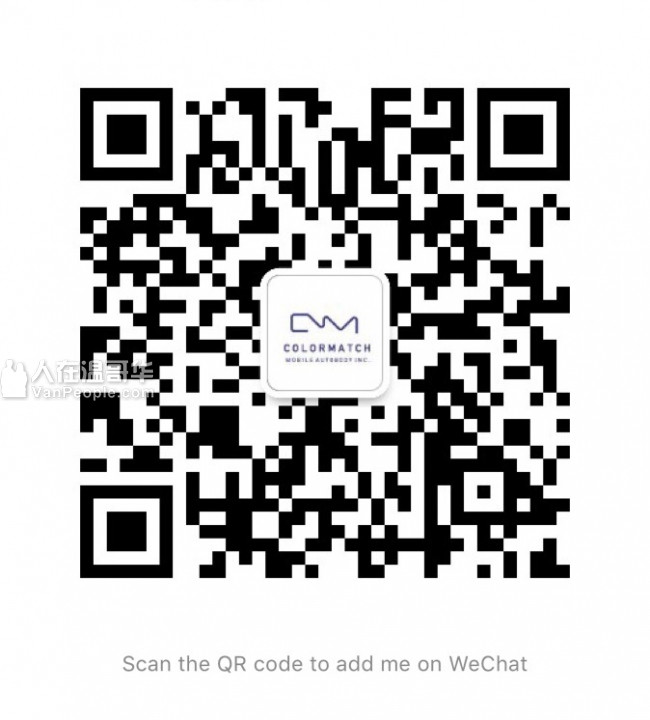 CWM
COLORMATCH
MOBILE AUTOBODY INC.
人在温哥华
VanPeople.com
Scan the QR code to add me on WeChat